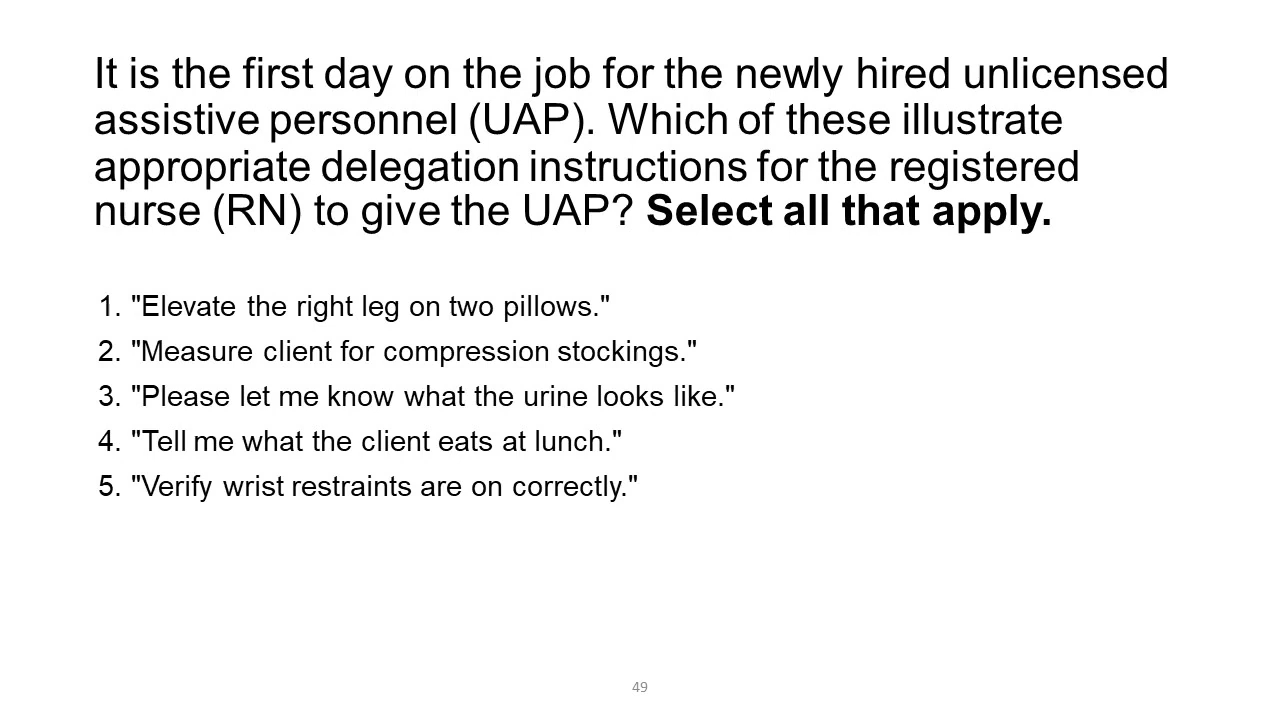 It is the first day on the job for the newly hired unlicensed
assistive personnel (UAP). Which of these illustrate
appropriate delegation instructions for the registered
nurse (RN) to give the UAP? Select all that apply.
1. "Elevate the right leg on two pillows."
2. "Measure client for compression stockings."
3. "Please let me know what the urine looks like."
4. "Tell me what the client eats at lunch."
5. "Verify wrist restraints are on correctly."
49